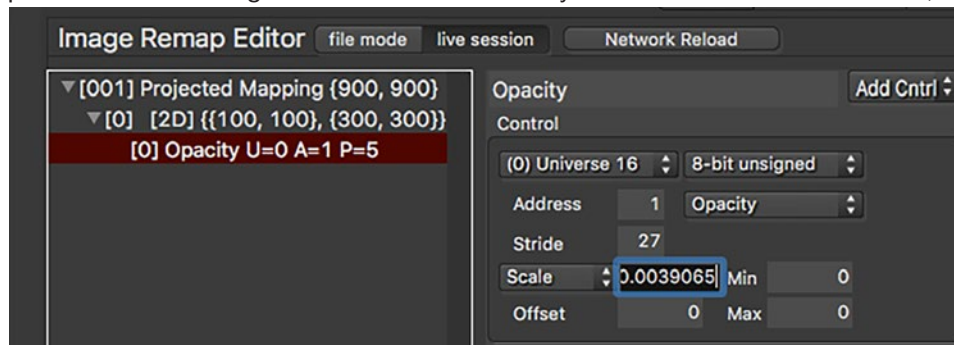 Image Remap Editor file mode live session Network Reload
[001] Projected Mapping {900, 900}
[0] [2D] {{100, 100}, {300, 300}}
[0] Opacity U=0 A=1 P=5
Opacity Add Cntrl
Control
(0) Universe 16 8-bit unsigned
Address 1 Opacity
Stride 27
Scale 0.0039065 Min 0
Offset 0 Max 0